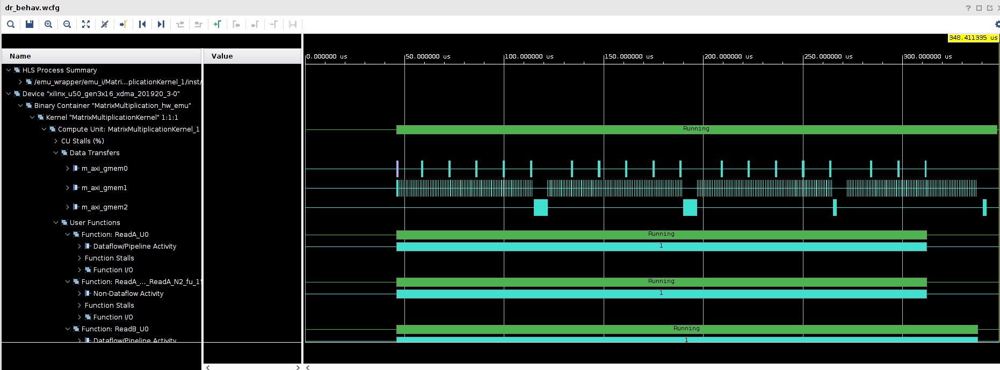 dr_behav.wcfg
348.411335 us
Name
Value
0.000000 us 50.000000 us 100.000000 us 150.000000 us 200.000000 us 250.000000 us 300.000000 us
HLS Process Summary
/emu_wrapper/emu_i/Matri...plicationKernel_1/inst/
Device "xilinx_u50_gen3x16_xdma_201920_3-0"
Binary Container "MatrixMultiplication_hw_emu"
Kernel "MatrixMultiplicationKernel" 1:1:1
Compute Unit: MatrixMultiplicationKernel_1
Running
CU Stalls (%)
Data Transfers
m_axi_gmem0
m_axi_gmem1
m_axi_gmem2
User Functions
Function: ReadA_U0
Running
Dataflow/Pipeline Activity
1
Function Stalls
Function I/O
Function: ReadA_..._ReadA_N2_fu_15
Running
Non-Dataflow Activity
1
Function Stalls
Function I/O
Function: ReadB_U0
Running
Dataflow/Pipeline Activity
1